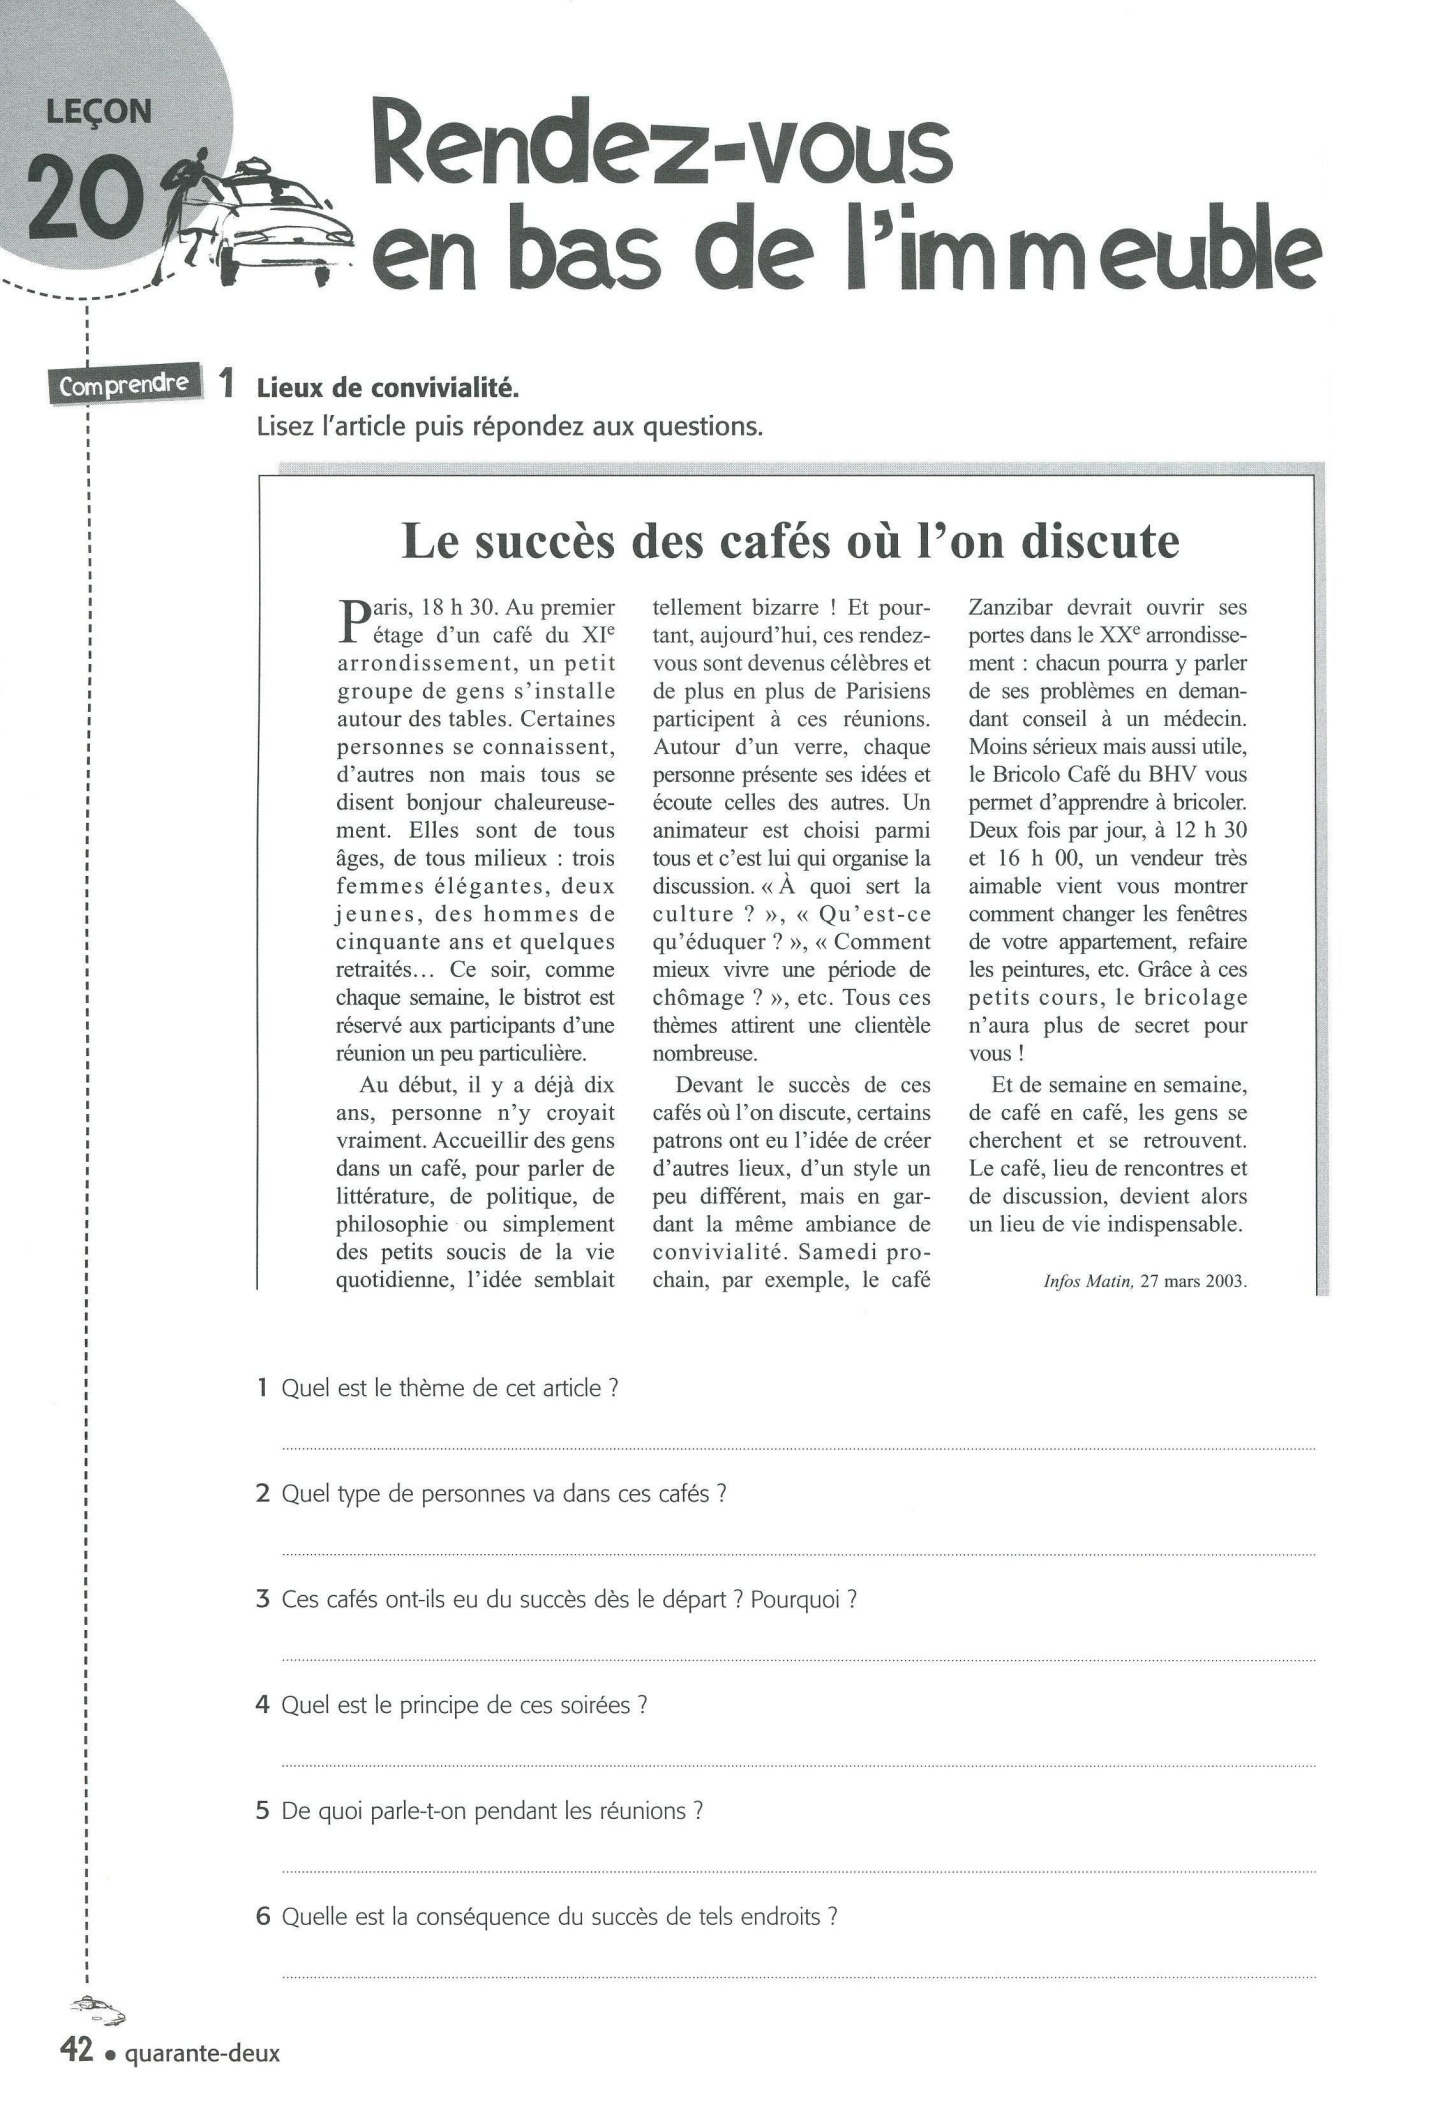 LEÇON
20
Rendez-vous
en bas de l'immeuble
Comprendre
1 Lieux de convivialité.
Lisez l'article puis répondez aux questions.
Le succès des cafés où l'on discute
Paris, 18 h 30. Au premier
étage d'un café du XIe
arrondissement, un petit
groupe de gens s'installe
autour des tables. Certaines
personnes se connaissent,
d'autres non mais tous se
disent bonjour chaleureuse-
ment. Elles sont de tous
âges, de tous milieux : trois
femmes élégantes, deux
jeunes, des hommes de
cinquante ans et quelques
retraités... Ce soir, comme
chaque semaine, le bistrot est
réservé aux participants d'une
réunion un peu particulière.
Au début, il y a déjà dix
ans, personne n'y croyait
vraiment. Accueillir des gens
dans un café, pour parler de
littérature, de politique, de
philosophie ou simplement
des petits soucis de la vie
quotidienne, l'idée semblait
tellement bizarre ! Et pour-
tant, aujourd'hui, ces rendez-
vous sont devenus célèbres et
de plus en plus de Parisiens
participent à ces réunions.
Autour d'un verre, chaque
personne présente ses idées et
écoute celles des autres. Un
animateur est choisi parmi
tous et c'est lui qui organise la
discussion. « À quoi sert la
culture ? », « Qu'est-ce
qu'éduquer ? », « Comment
mieux vivre une période de
chômage ? », etc. Tous ces
thèmes attirent une clientèle
nombreuse.
Devant le succès de ces
cafés où l'on discute, certains
patrons ont eu l'idée de créer
d'autres lieux, d'un style un
peu différent, mais en gar-
dant la même ambiance de
convivialité. Samedi pro-
chain, par exemple, le café
Zanzibar devrait ouvrir ses
portes dans le XXe arrondisse-
ment : chacun pourra y parler
de ses problèmes en deman-
dant conseil à un médecin.
Moins sérieux mais aussi utile,
le Bricolo Café du BHV vous
permet d'apprendre à bricoler.
Deux fois par jour, à 12 h 30
et 16 h 00, un vendeur très
aimable vient vous montrer
comment changer les fenêtres
de votre appartement, refaire
les peintures, etc. Grâce à ces
petits cours, le bricolage
n'aura plus de secret pour
vous !
Et de semaine en semaine,
de café en café, les gens se
cherchent et se retrouvent.
Le café, lieu de rencontres et
de discussion, devient alors
un lieu de vie indispensable.
Infos Matin, 27 mars 2003.
1 Quel est le thème de cet article ?
2 Quel type de personnes va dans ces cafés ?
3 Ces cafés ont-ils eu du succès dès le départ ? Pourquoi ?
4 Quel est le principe de ces soirées ?
5 De quoi parle-t-on pendant les réunions ?
6 Quelle est la conséquence du succès de tels endroits ?
42 • quarante-deux